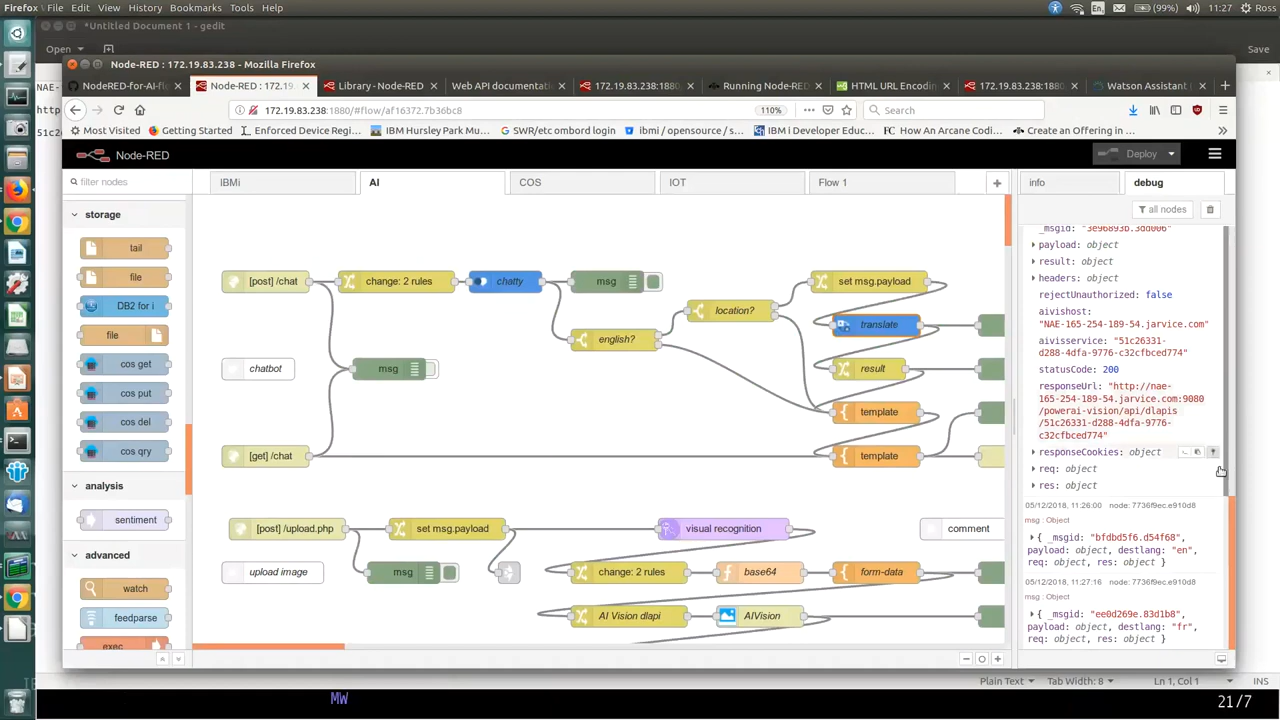 Firefox File Edit View History Bookmarks Tools Help
En (99%) 11:27 Ross
*Untitled Document 1 - gedit
Open Save
Node-RED : 172.19.83.238 - Mozilla Firefox
NodeRED-for-AI-fl Node-RED : 172.19. Library - Node-RED Web API documentati 172.19.83.238:1880/ Running Node-RED HTML URL Encodin 172.19.83.238:1880, Watson Assistant
172.19.83.238:1880/#flow/af16372.7b36bc8 110% Search
Most Visited Getting Started Enforced Device Regi... IBM Hursley Park Mu... SWR/etc ombord login ibmi / opensource / s... IBM i Developer Educ... How An Arcane Codi... Create an Offering in ...
NAE-
http
51c26
Node-RED Deploy
filter nodes
IBMi AI COS IOT Flow 1 info debug
all nodes
storage
tail
file
DB2 for i
file
cos get
cos put
cos del
cos qry
analysis
sentiment
advanced
watch
feedparse
exec
[post] /chat change: 2 rules chatty msg set msg.payload
location?
translate
english?
chatbot msg result
template
[get] /chat template
[post] /upload.php set msg.payload visual recognition comment
upload image msg change: 2 rules base64 form-data
AI Vision dlapi AIVision
_msgid: "3e96893b.3dd006"
payload: object
result: object
headers: object
rejectUnauthorized: false
aivishost:
"NAE-165-254-189-54.jarvice.com"
aivisservice: "51c26331-
d288-4dfa-9776-c32cfbced774"
statusCode: 200
responseUrl: "http://nae-
165-254-189-54.jarvice.com:9080
/powerai-vision/api/dlapis
/51c26331-d288-4dfa-9776-
c32cfbced774"
responseCookies: object
req: object
res: object
05/12/2018, 11:26:00 node: 7736f9ec.e910d8
msg : Object
{ _msgid: "bfdbd5f6.d54f68",
payload: object, destlang: "en",
req: object, res: object }
05/12/2018, 11:27:16 node: 7736f9ec.e910d8
msg : Object
{ _msgid: "ee0d269e.83d1b8",
payload: object, destlang: "fr",
req: object, res: object }
Plain Text Tab Width: 8 Ln 1, Col 1 INS
MW 21/7